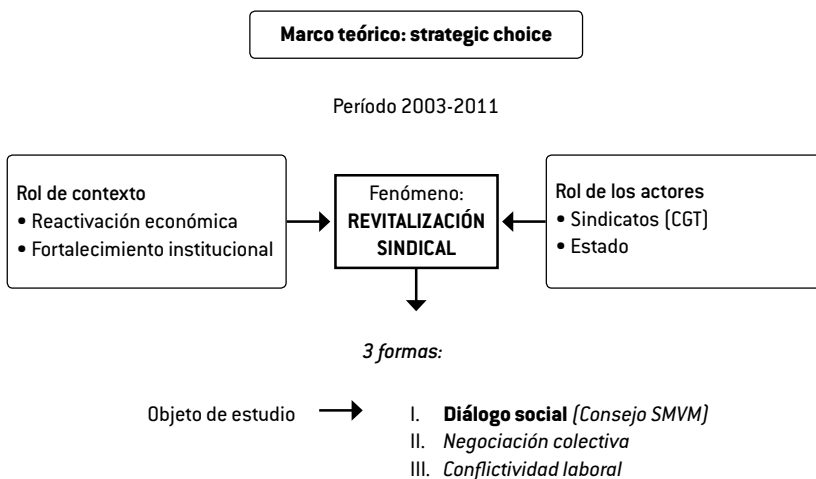 Marco teórico: strategic choice
Período 2003-2011
Rol de contexto
• Reactivación económica
• Fortalecimiento institucional
Fenómeno:
REVITALIZACIÓN
SINDICAL
Rol de los actores
• Sindicatos (CGT)
• Estado
3 formas:
Objeto de estudio
I. Diálogo social (Consejo SMVM)
II. Negociación colectiva
III. Conflictividad laboral